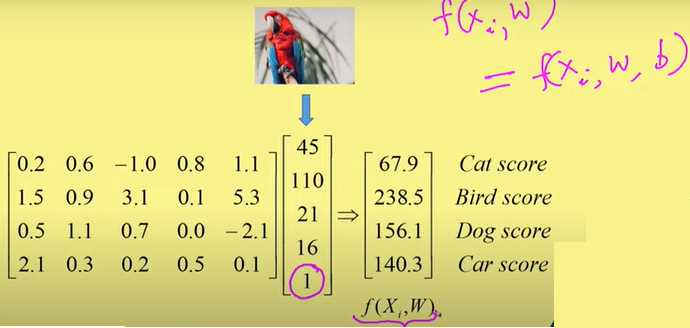 f(x_i, W)
= f(x_i, W, b)
[0.2 0.6 −1.0 0.8 1.1] [45] [67.9] Cat score
[1.5 0.9 3.1 0.1 5.3] [110] [238.5] Bird score
[0.5 1.1 0.7 0.0 −2.1] [21] ⇒ [156.1] Dog score
[2.1 0.3 0.2 0.5 0.1] [16] [140.3] Car score
[1]
f(X_i,W)